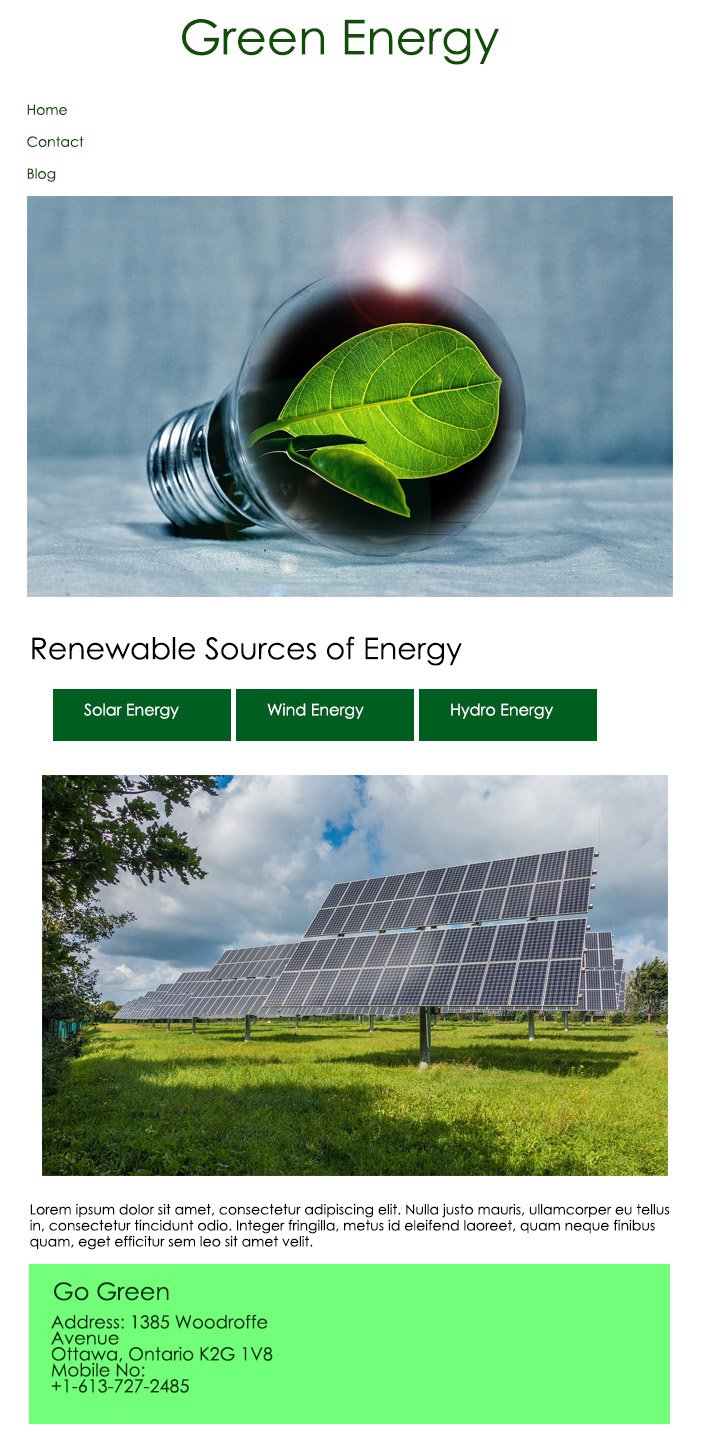 Green Energy
Home
Contact
Blog
Renewable Sources of Energy
Solar Energy
Wind Energy
Hydro Energy
Lorem ipsum dolor sit amet, consectetur adipiscing elit. Nulla justo mauris, ullamcorper eu tellus
in, consectetur tincidunt odio. Integer fringilla, metus id eleifend laoreet, quam neque finibus
quam, eget efficitur sem leo sit amet velit.
Go Green
Address: 1385 Woodroffe
Avenue
Ottawa, Ontario K2G 1V8
Mobile No:
+1-613-727-2485